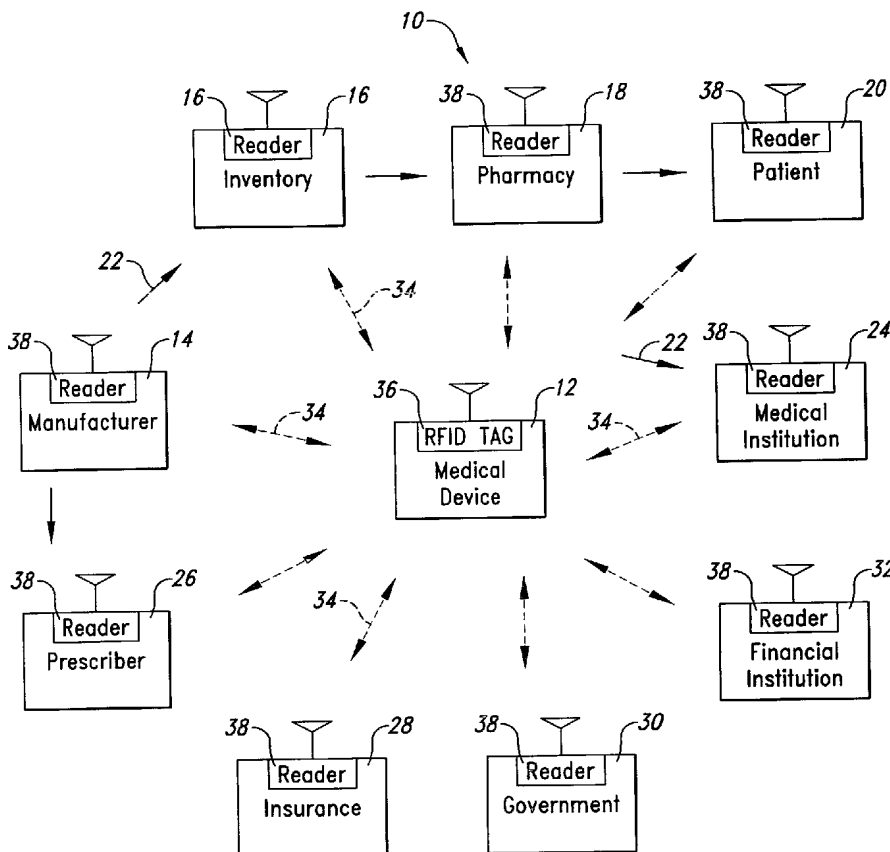 10
16 16 38 18 38 20
Reader Reader Reader
Inventory Pharmacy Patient
22 34
38 14 22 38 24
Reader Reader
Manufacturer 36 12 Medical
34 RFID TAG 34 Institution
Medical
Device
38 26 38 32
Reader 34 Reader
Prescriber Financial
Institution
38 28 38 30
Reader Reader
Insurance Government